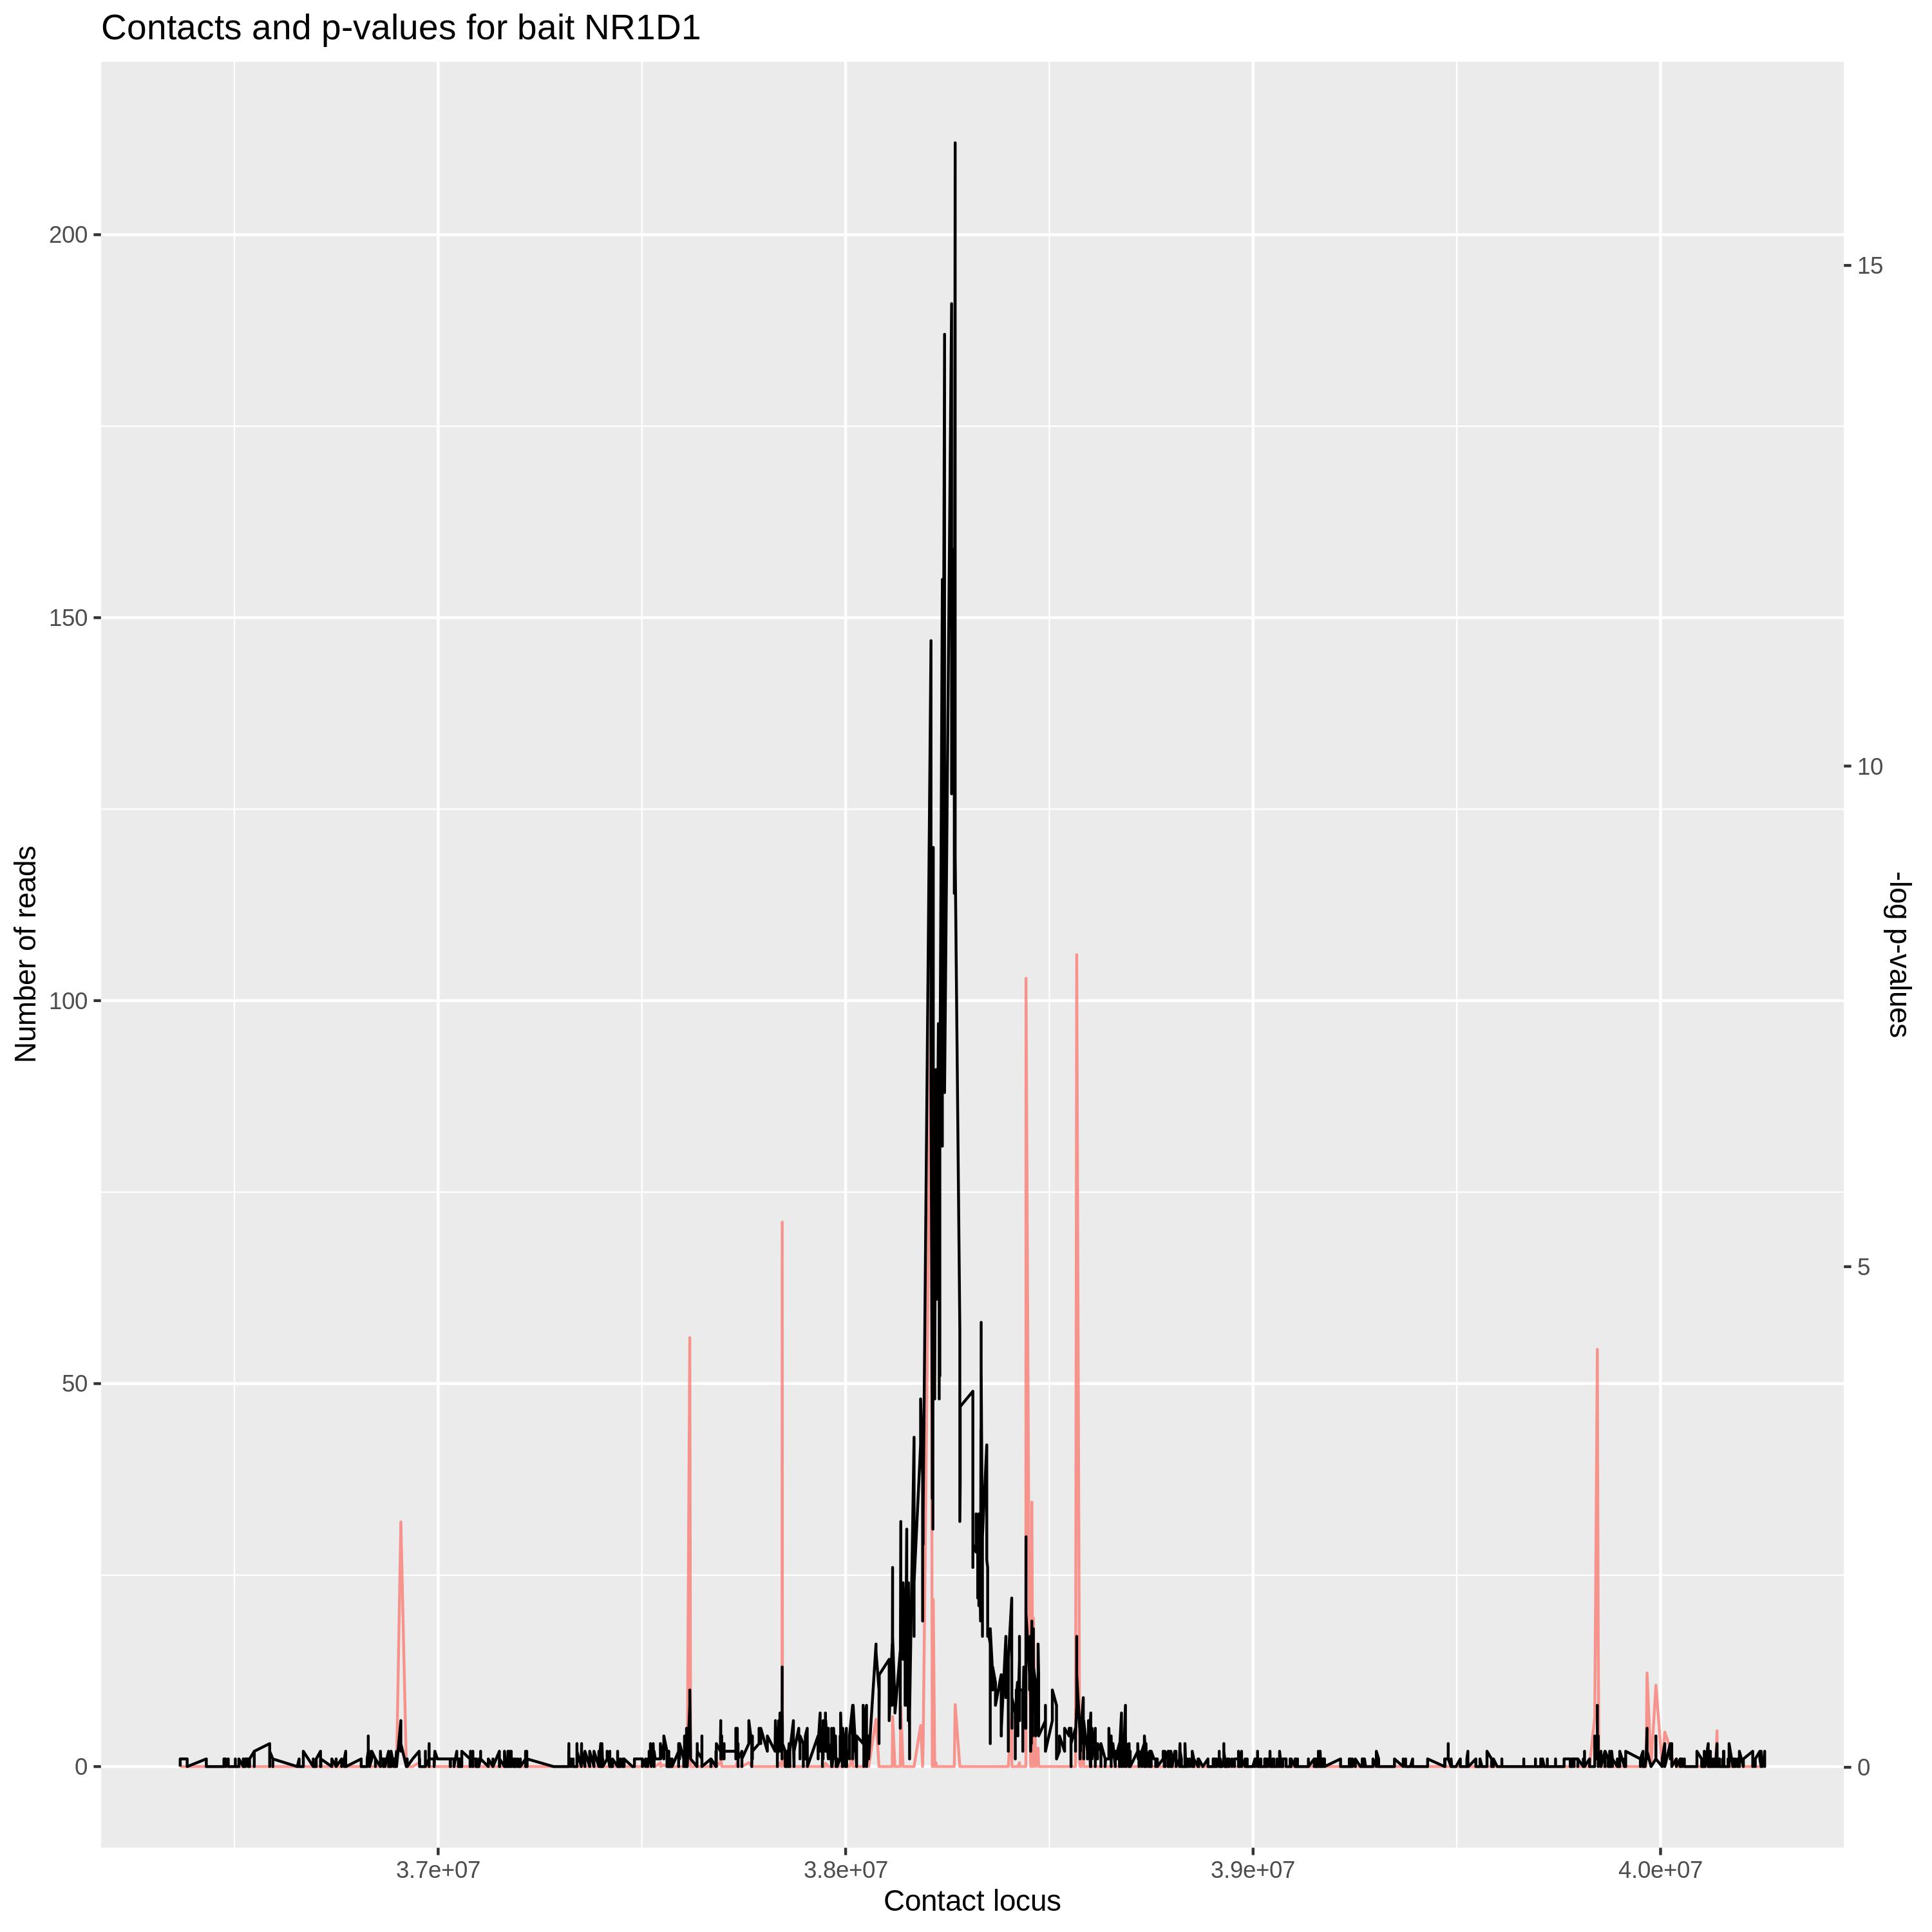 Contacts and p-values for bait NR1D1
200
150
100
50
0
15
10
5
0
Number of reads
-log p-values
3.7e+07
3.8e+07
3.9e+07
4.0e+07
Contact locus